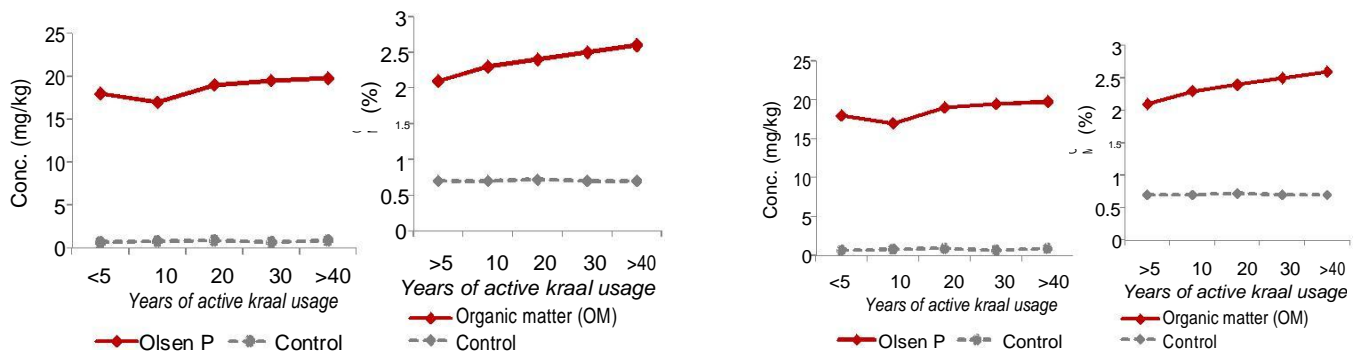 25
20
15
10
5
0
Conc. (mg/kg)
<5 10 20 30 >40
Years of active kraal usage
Olsen P Control
3
2.5
2
1.5
1
0.5
0
(%)
>5 10 20 30 >40
Years of active kraal usage
Organic matter (OM)
Control
25
20
15
10
5
0
Conc. (mg/kg)
<5 10 20 30 >40
Years of active kraal usage
Olsen P Control
3
2.5
2
1.5
1
0.5
0
(%)
>5 10 20 30 >40
Years of active kraal usage
Organic matter (OM)
Control